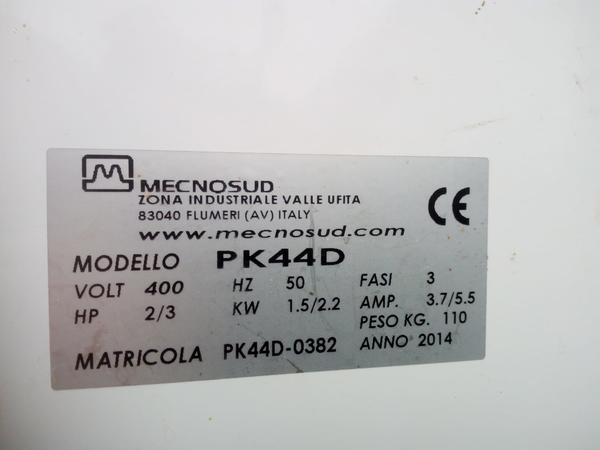 MECNOSUD
ZONA INDUSTRIALE VALLE UFITA
83040 FLUMERI (AV) ITALY
www.mecnosud.com
CE
MODELLO PK44D
VOLT 400 HZ 50 FASI 3
HP 2/3 KW 1.5/2.2 AMP. 3.7/5.5
PESO KG. 110
MATRICOLA PK44D-0382 ANNO 2014